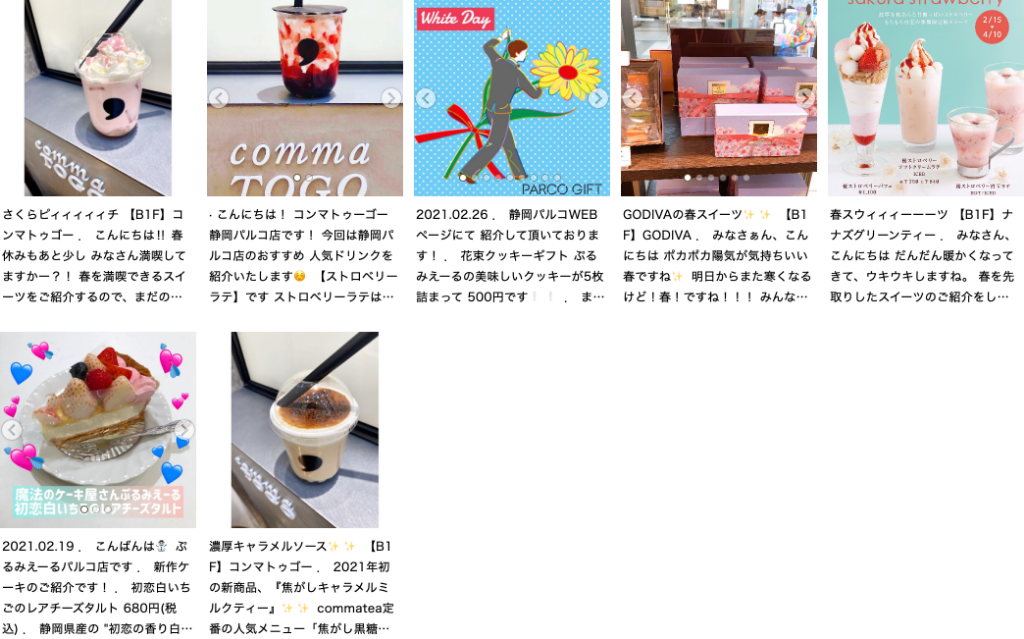 comma
TOGO
comma
TOGO
White Day
PARCO GIFT
sakura strawberry
2/15
4/10
さくらピィィィィィチ 【B1F】コ
ンマトゥゴー． こんにちは!! 春
休みもあと少し みなさん満喫して
ますかー？！ 春を満喫できるスイ
ーツをご紹介するので、まだの…
· こんにちは！ コンマトゥーゴー
静岡パルコ店です！ 今回は静岡パ
ルコ店のおすすめ 人気ドリンクを
紹介いたします☺️ 【ストロベリー
ラテ】です ストロベリーラテは…
2021.02.26． 静岡パルコWEB
ページにて 紹介して頂いておりま
す！． 花束クッキーギフト ぷる
みえーるの美味しいクッキーが5枚
詰まって 500円です❕❕． ま…
GODIVAの春スイーツ✨✨ 【B1
F】GODIVA． みなさぁん、こん
にちは ポカポカ陽気が気持ちいい
春ですね✨ 明日からまた寒くなる
けど！春！ですね！！！ みんな…
春スウィィィーーーツ 【B1F】ナ
ナズグリーンティー． みなさん、
こんにちは だんだん暖かくなって
きて、ウキウキしますね。 春を先
取りしたスイーツのご紹介をし…
魔法のケーキ屋さんぷるみえーる
初恋白いちごのレアチーズタルト
2021.02.19． こんばんは⛄ ぷ
るみえーるパルコ店です． 新作ケ
ーキのご紹介です！． 初恋白いち
ごのレアチーズタルト 680円(税
込)． 静岡県産の "初恋の香り白…
濃厚キャラメルソース✨✨ 【B1
F】コンマトゥゴー． 2021年初
の新商品、『焦がしキャラメルミ
ルクティー』✨✨ commatea定
番の人気メニュー「焦がし黒糖…